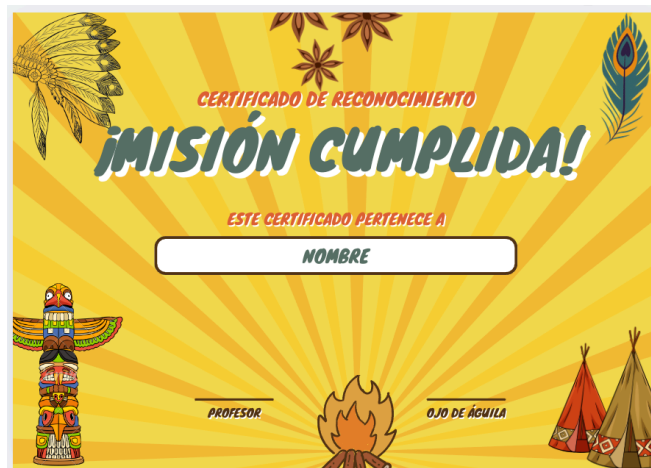 CERTIFICADO DE RECONOCIMIENTO
¡MISIÓN CUMPLIDA!
ESTE CERTIFICADO PERTENECE A
NOMBRE
PROFESOR
OJO DE ÁGUILA